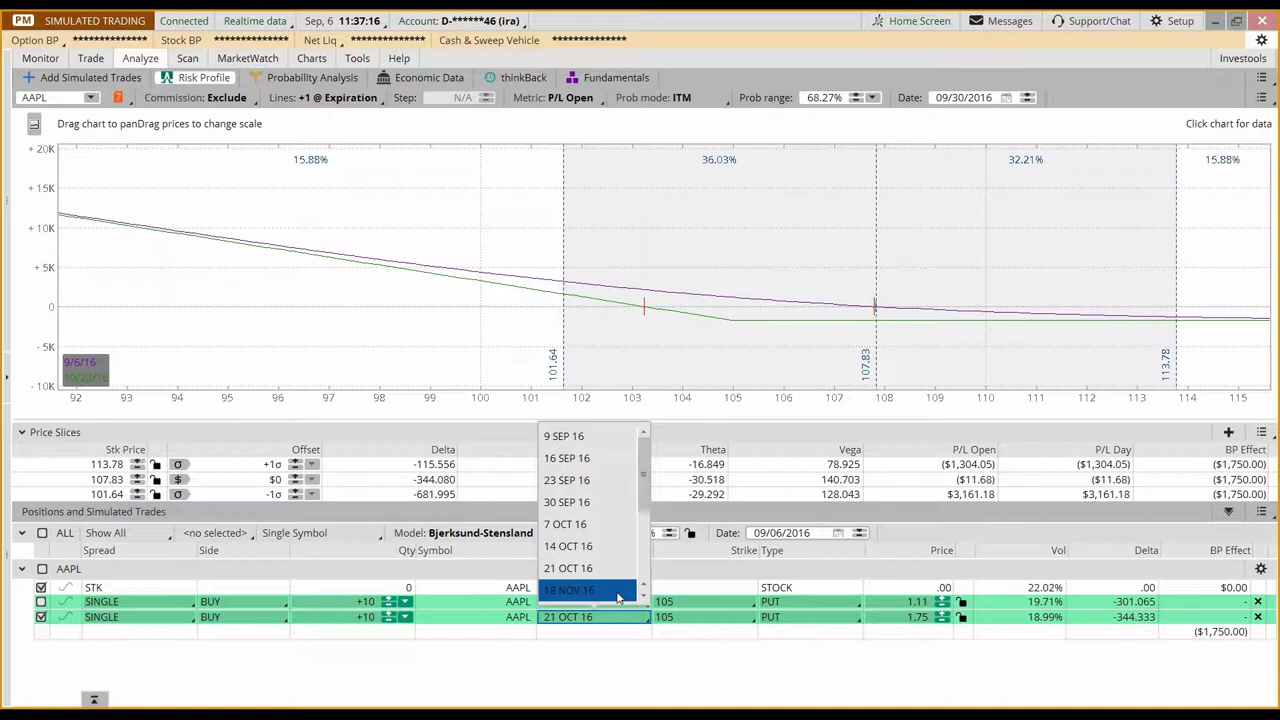 PM SIMULATED TRADING Connected Realtime data Sep, 6 11:37:16 Account: D-******46 (ira) Home Screen Messages Support/Chat Setup
Option BP ************** Stock BP ************** Net Liq ************** Cash & Sweep Vehicle **************
Monitor Trade Analyze Scan MarketWatch Charts Tools Help Investools
Add Simulated Trades Risk Profile Probability Analysis Economic Data thinkBack Fundamentals
AAPL ? Commission: Exclude Lines: +1 @ Expiration Step: N/A Metric: P/L Open Prob mode: ITM Prob range: 68.27% Date: 09/30/2016
Drag chart to panDrag prices to change scale Click chart for data
+ 20K 15.88% 36.03% 32.21% 15.88%
+ 15K
+ 10K
+ 5K
0
- 5K
- 10K
9/6/16
10/22/16
101.64 107.83 113.78
92 93 94 95 96 97 98 99 100 101 102 103 104 105 106 107 108 109 110 111 112 113 114 115
Price Slices
Stk Price Offset Delta Theta Vega P/L Open P/L Day BP Effect
113.78 σ +1σ -115.556 -16.849 78.925 ($1,304.05) ($1,304.05) ($1,750.00)
107.83 $ $0 -344.080 -30.518 140.703 ($11.68) ($11.68) ($1,750.00)
101.64 σ -1σ -681.995 -29.292 128.043 $3,161.18 $3,161.18 ($1,750.00)
9 SEP 16
16 SEP 16
23 SEP 16
30 SEP 16
7 OCT 16
14 OCT 16
21 OCT 16
18 NOV 16
Positions and Simulated Trades
ALL Show All <no selected> Single Symbol Model: Bjerksund-Stensland % Date: 09/06/2016
Spread Side Qty Symbol Strike Type Price Vol Delta BP Effect
AAPL
STK 0 AAPL STOCK .00 22.02% .00 $0.00
SINGLE BUY +10 AAPL 105 PUT 1.11 19.71% -301.065 -
SINGLE BUY +10 AAPL 21 OCT 16 105 PUT 1.75 18.99% -344.333 -
($1,750.00)